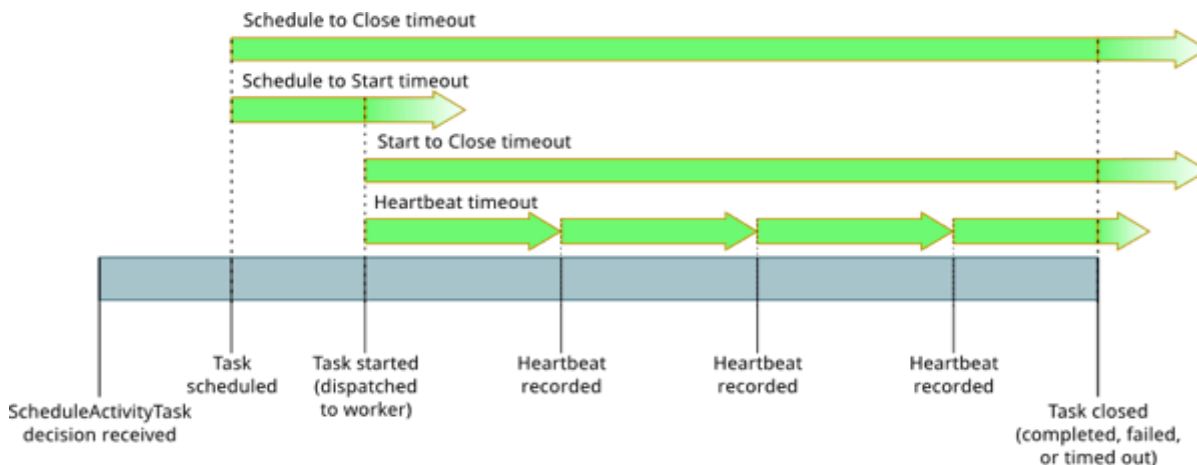 Schedule to Close timeout
Schedule to Start timeout
Start to Close timeout
Heartbeat timeout
Task
scheduled
Task started
(dispatched
to worker)
Heartbeat
recorded
Heartbeat
recorded
Heartbeat
recorded
ScheduleActivityTask
decision received
Task closed
(completed, failed,
or timed out)